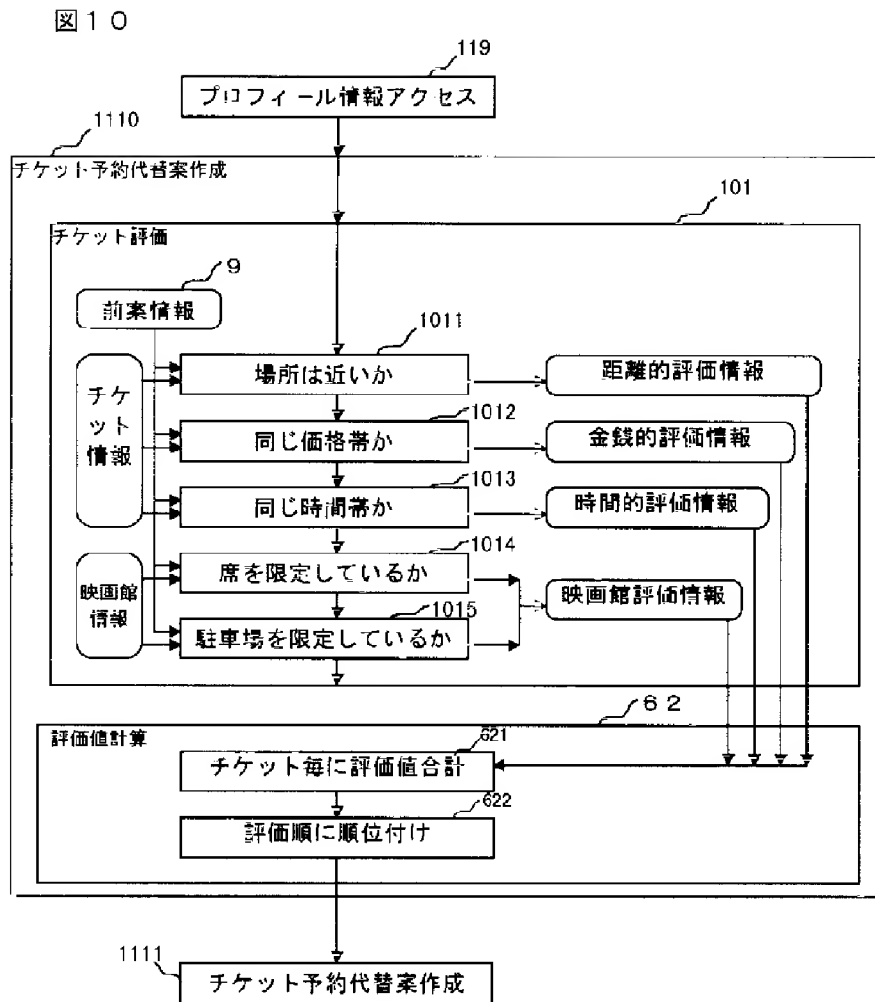 図１０
119
プロフィール情報アクセス
1110
チケット予約代替案作成
101
チケット評価
9
前案情報
1011
場所は近いか
距離的評価情報
チケット情報
1012
同じ価格帯か
金銭的評価情報
1013
同じ時間帯か
時間的評価情報
1014
席を限定しているか
映画館情報
映画館評価情報
1015
駐車場を限定しているか
６２
評価値計算
621
チケット毎に評価値合計
622
評価順に順位付け
1111
チケット予約代替案作成